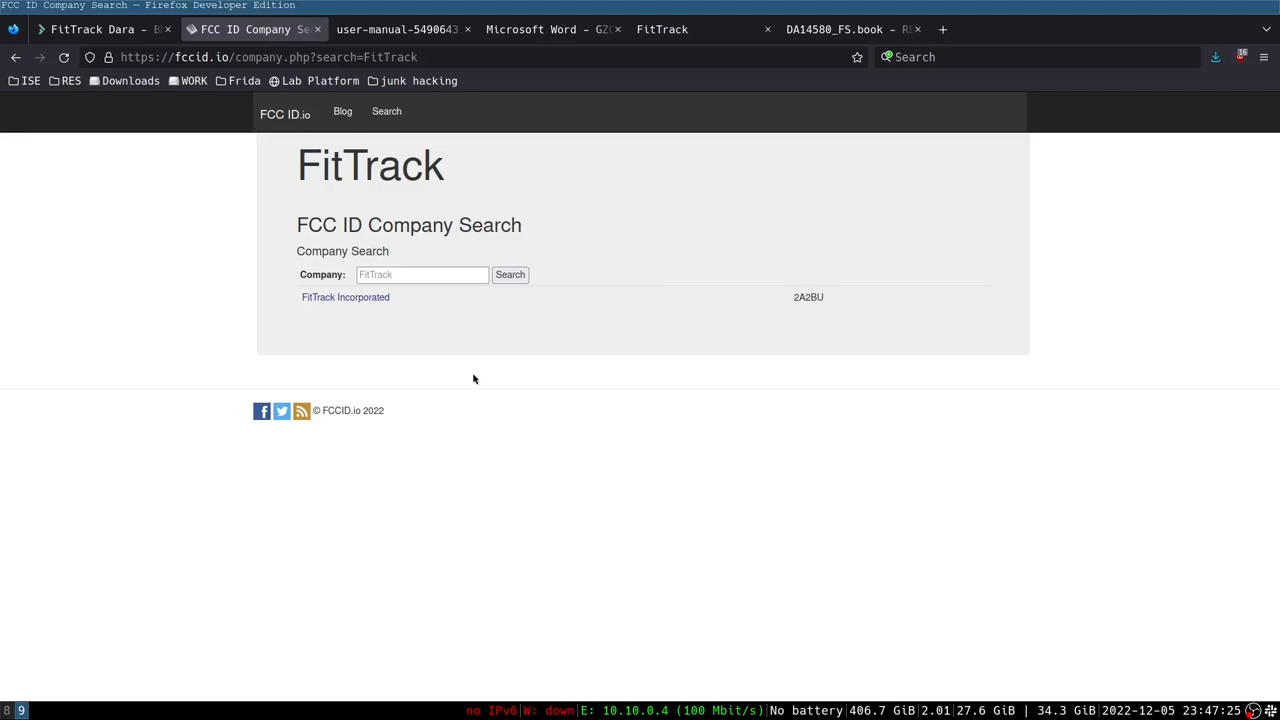 FCC ID Company Search — Firefox Developer Edition
FitTrack Dara - B
FCC ID Company Se
user-manual-5490643
Microsoft Word - GZC
FitTrack
DA14580_FS.book - RE
https://fccid.io/company.php?search=FitTrack
Search
16
ISE RES Downloads WORK Frida Lab Platform junk hacking
FCC ID.io Blog Search
FitTrack
FCC ID Company Search
Company Search
Company: FitTrack Search
FitTrack Incorporated 2A2BU
© FCCID.io 2022
8 9 no IPv6|W: down|E: 10.10.0.4 (100 Mbit/s)|No battery|406.7 GiB|2.01|27.6 GiB | 34.3 GiB|2022-12-05 23:47:25